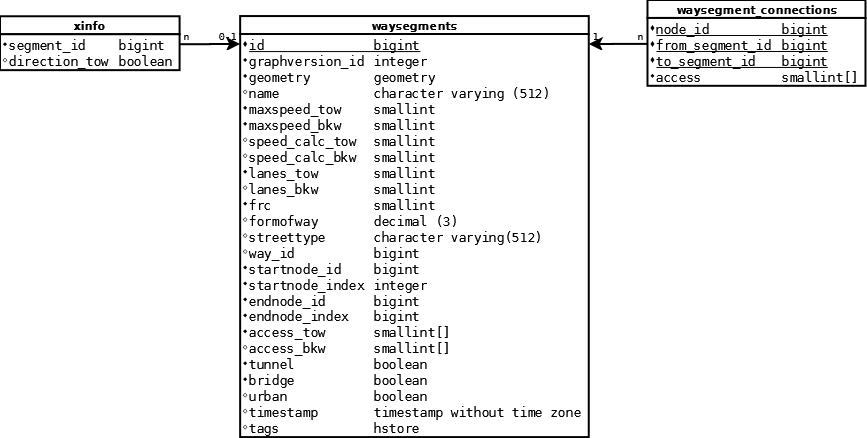 xinfo
segment_id bigint
direction_tow boolean
n 0-1
waysegments
id bigint
graphversion_id integer
geometry geometry
name character varying (512)
maxspeed_tow smallint
maxspeed_bkw smallint
speed_calc_tow smallint
speed_calc_bkw smallint
lanes_tow smallint
lanes_bkw smallint
frc smallint
formofway decimal (3)
streettype character varying(512)
way_id bigint
startnode_id bigint
startnode_index integer
endnode_id bigint
endnode_index bigint
access_tow smallint[]
access_bkw smallint[]
tunnel boolean
bridge boolean
urban boolean
timestamp timestamp without time zone
tags hstore
1 n
waysegment_connections
node_id bigint
from_segment_id bigint
to_segment_id bigint
access smallint[]